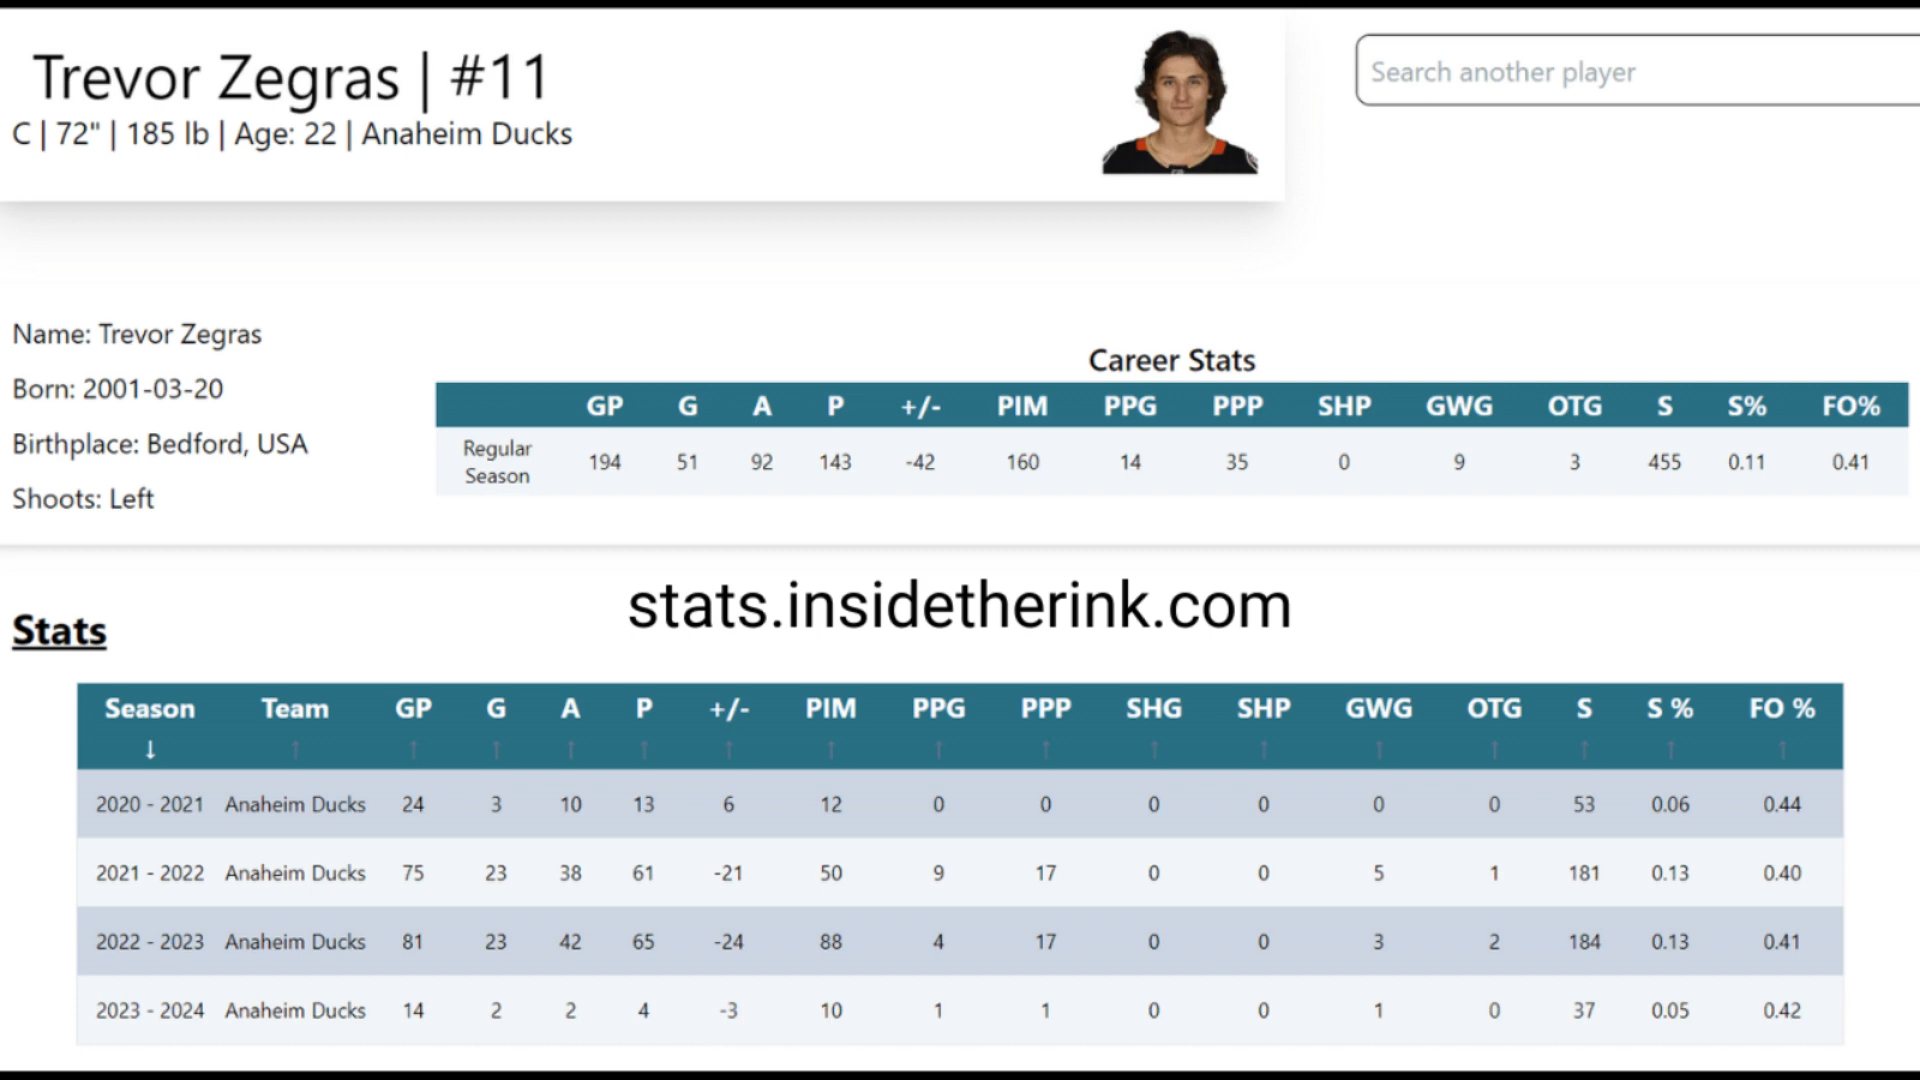 Trevor Zegras | #11
C | 72" | 185 lb | Age: 22 | Anaheim Ducks
Search another player
Name: Trevor Zegras
Born: 2001-03-20
Birthplace: Bedford, USA
Shoots: Left
Career Stats
GP G A P +/- PIM PPG PPP SHP GWG OTG S S% FO%
Regular Season 194 51 92 143 -42 160 14 35 0 9 3 455 0.11 0.41
stats.insidetherink.com
Stats
Season Team GP G A P +/- PIM PPG PPP SHG SHP GWG OTG S S % FO %
↓ ↑ ↑ ↑ ↑ ↑ ↑ ↑ ↑ ↑ ↑ ↑ ↑ ↑ ↑ ↑ ↑
2020 - 2021 Anaheim Ducks 24 3 10 13 6 12 0 0 0 0 0 0 53 0.06 0.44
2021 - 2022 Anaheim Ducks 75 23 38 61 -21 50 9 17 0 0 5 1 181 0.13 0.40
2022 - 2023 Anaheim Ducks 81 23 42 65 -24 88 4 17 0 0 3 2 184 0.13 0.41
2023 - 2024 Anaheim Ducks 14 2 2 4 -3 10 1 1 0 0 1 0 37 0.05 0.42